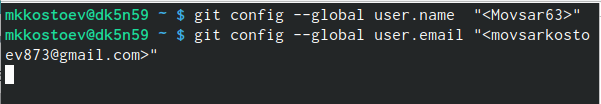 mkkostoev@dk5n59 ~ $ git config --global user.name  "<Movsar63>"
mkkostoev@dk5n59 ~ $ git config --global user.email "<movsarkosto
ev873@gmail.com>"